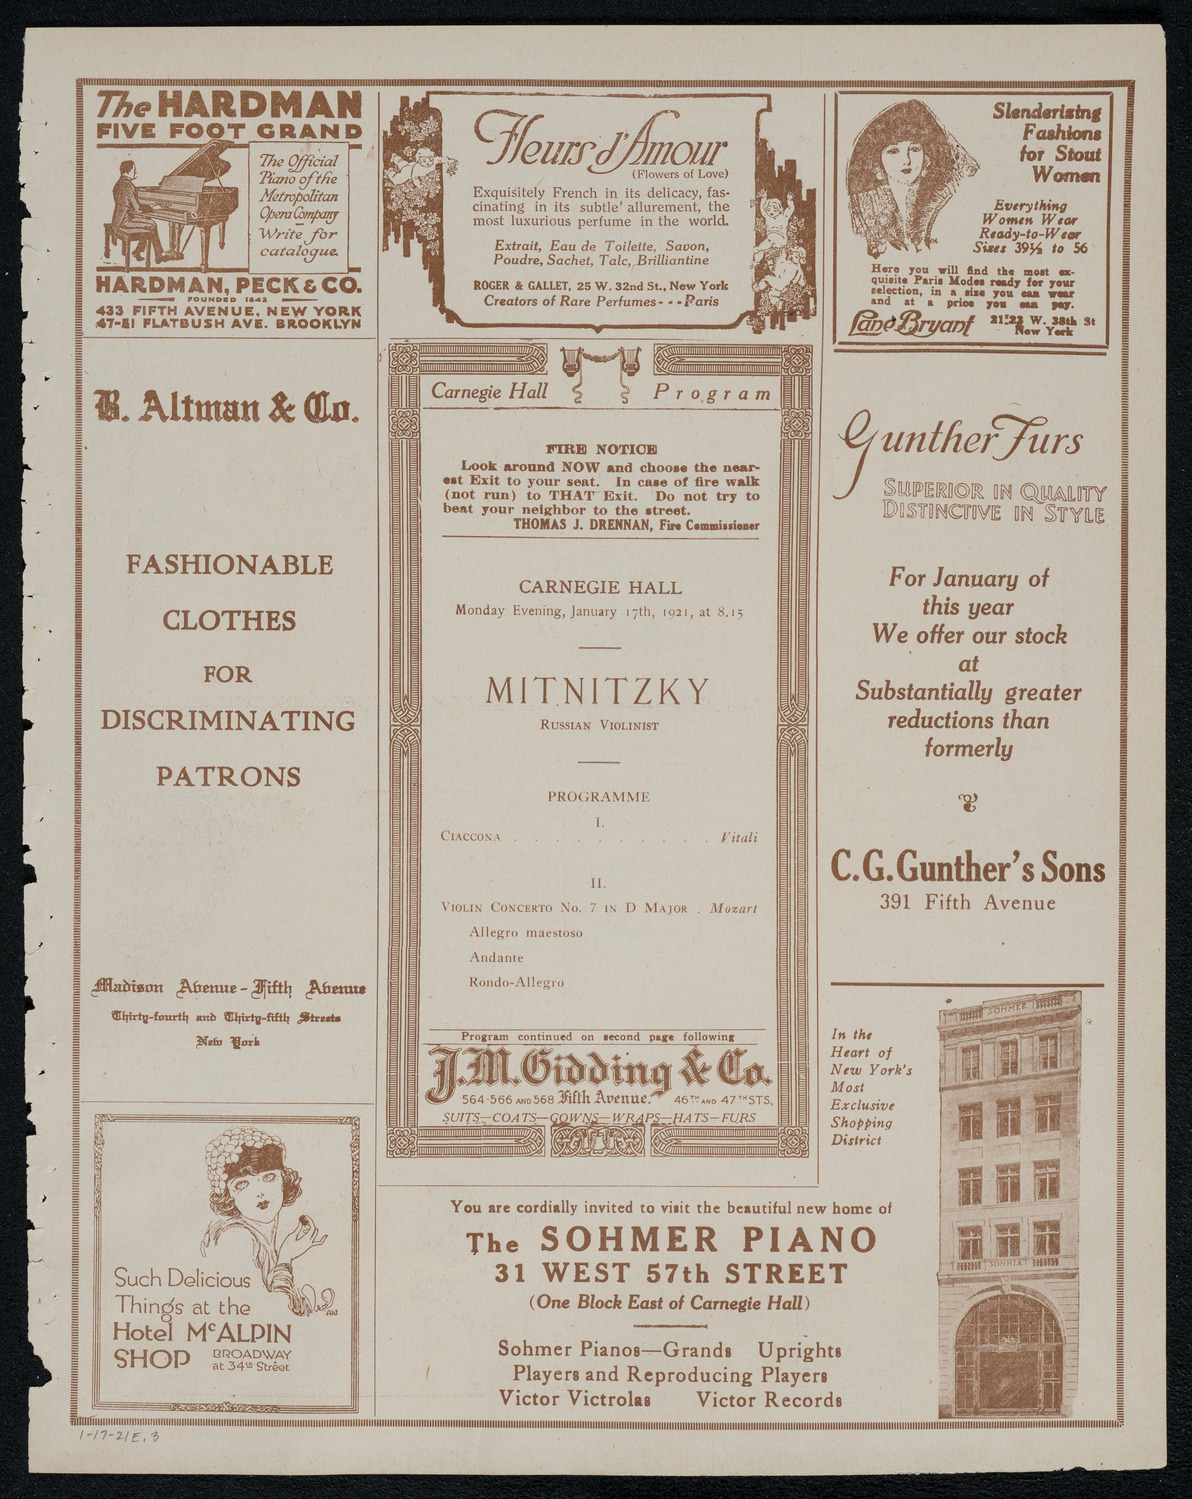 The HARDMAN
FIVE FOOT GRAND
The Official
Piano of the
Metropolitan
Opera Company
Write for
catalogue.
HARDMAN, PECK & CO.
FOUNDED 1842
433 FIFTH AVENUE, NEW YORK
47-51 FLATBUSH AVE. BROOKLYN
B. Altman & Co.
FASHIONABLE
CLOTHES
FOR
DISCRIMINATING
PATRONS
Madison Avenue - Fifth Avenue
Thirty-fourth and Thirty-fifth Streets
New York
Such Delicious
Things at the
Hotel McALPIN
SHOP BROADWAY
at 34th Street
Fleurs d'Amour
(Flowers of Love)
Exquisitely French in its delicacy, fas-
cinating in its subtle' allurement, the
most luxurious perfume in the world.
Extrait, Eau de Toilette, Savon,
Poudre, Sachet, Talc, Brilliantine
ROGER & GALLET, 25 W. 32nd St., New York
Creators of Rare Perfumes - - - Paris
Carnegie Hall Program
FIRE NOTICE
Look around NOW and choose the near-
est Exit to your seat. In case of fire walk
(not run) to THAT Exit. Do not try to
beat your neighbor to the street.
THOMAS J. DRENNAN, Fire Commissioner
CARNEGIE HALL
Monday Evening, January 17th, 1921, at 8.15
MITNITZKY
RUSSIAN VIOLINIST
PROGRAMME
I.
CIACCONA . . . . . . . . . . Vitali
II.
VIOLIN CONCERTO NO. 7 IN D MAJOR . Mozart
Allegro maestoso
Andante
Rondo-Allegro
Program continued on second page following
J. M. Gidding & Co.
564-566 AND 568 Fifth Avenue. 46TH AND 47TH STS.
SUITS—COATS—GOWNS—WRAPS—HATS—FURS
Slenderizing
Fashions
for Stout
Women
Everything
Women Wear
Ready-to-Wear
Sizes 39½ to 56
Here you will find the most ex-
quisite Paris Modes ready for your
selection, in a size you can wear
and at a price you can pay.
Lane Bryant 21-23 W. 38th St
New York
Gunther Furs
SUPERIOR IN QUALITY
DISTINCTIVE IN STYLE
For January of
this year
We offer our stock
at
Substantially greater
reductions than
formerly
C.G. Gunther's Sons
391 Fifth Avenue
In the
Heart of
New York's
Most
Exclusive
Shopping
District
SOHMER
SOHMER
You are cordially invited to visit the beautiful new home of
The SOHMER PIANO
31 WEST 57th STREET
(One Block East of Carnegie Hall)
Sohmer Pianos—Grands Uprights
Players and Reproducing Players
Victor Victrolas Victor Records
1-17-21E, 3